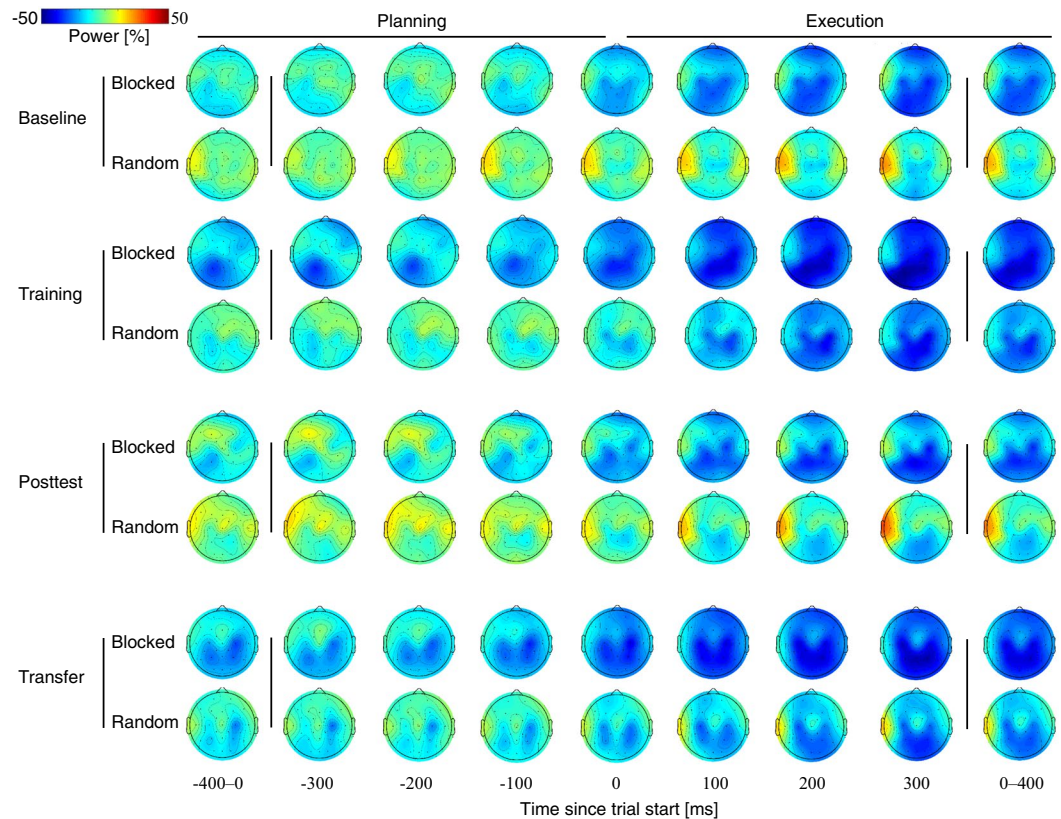 -50 50
Power [%]
Planning Execution
Blocked
Baseline
Random
Blocked
Training
Random
Blocked
Posttest
Random
Blocked
Transfer
Random
-400–0 -300 -200 -100 0 100 200 300 0–400
Time since trial start [ms]